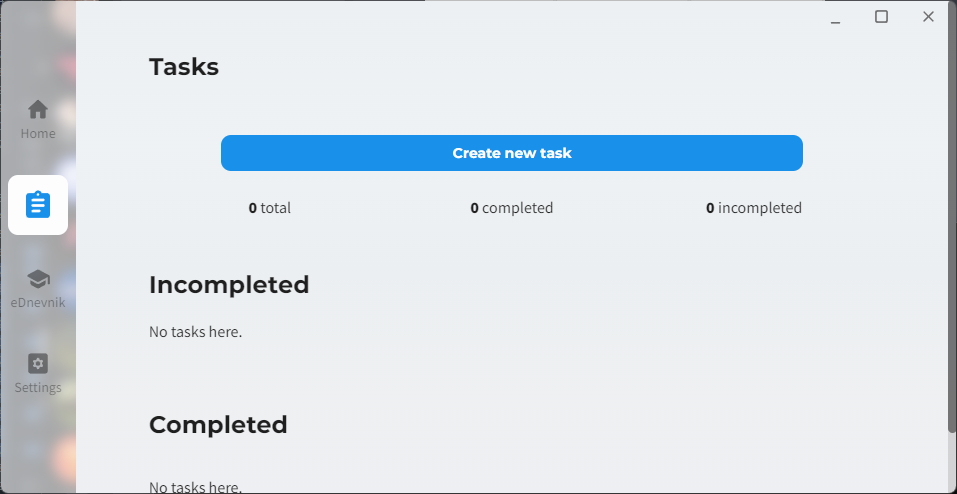 Tasks
Home
Create new task
0 total
0 completed
0 incompleted
eDnevnik
Incompleted
No tasks here.
Settings
Completed
No tasks here.